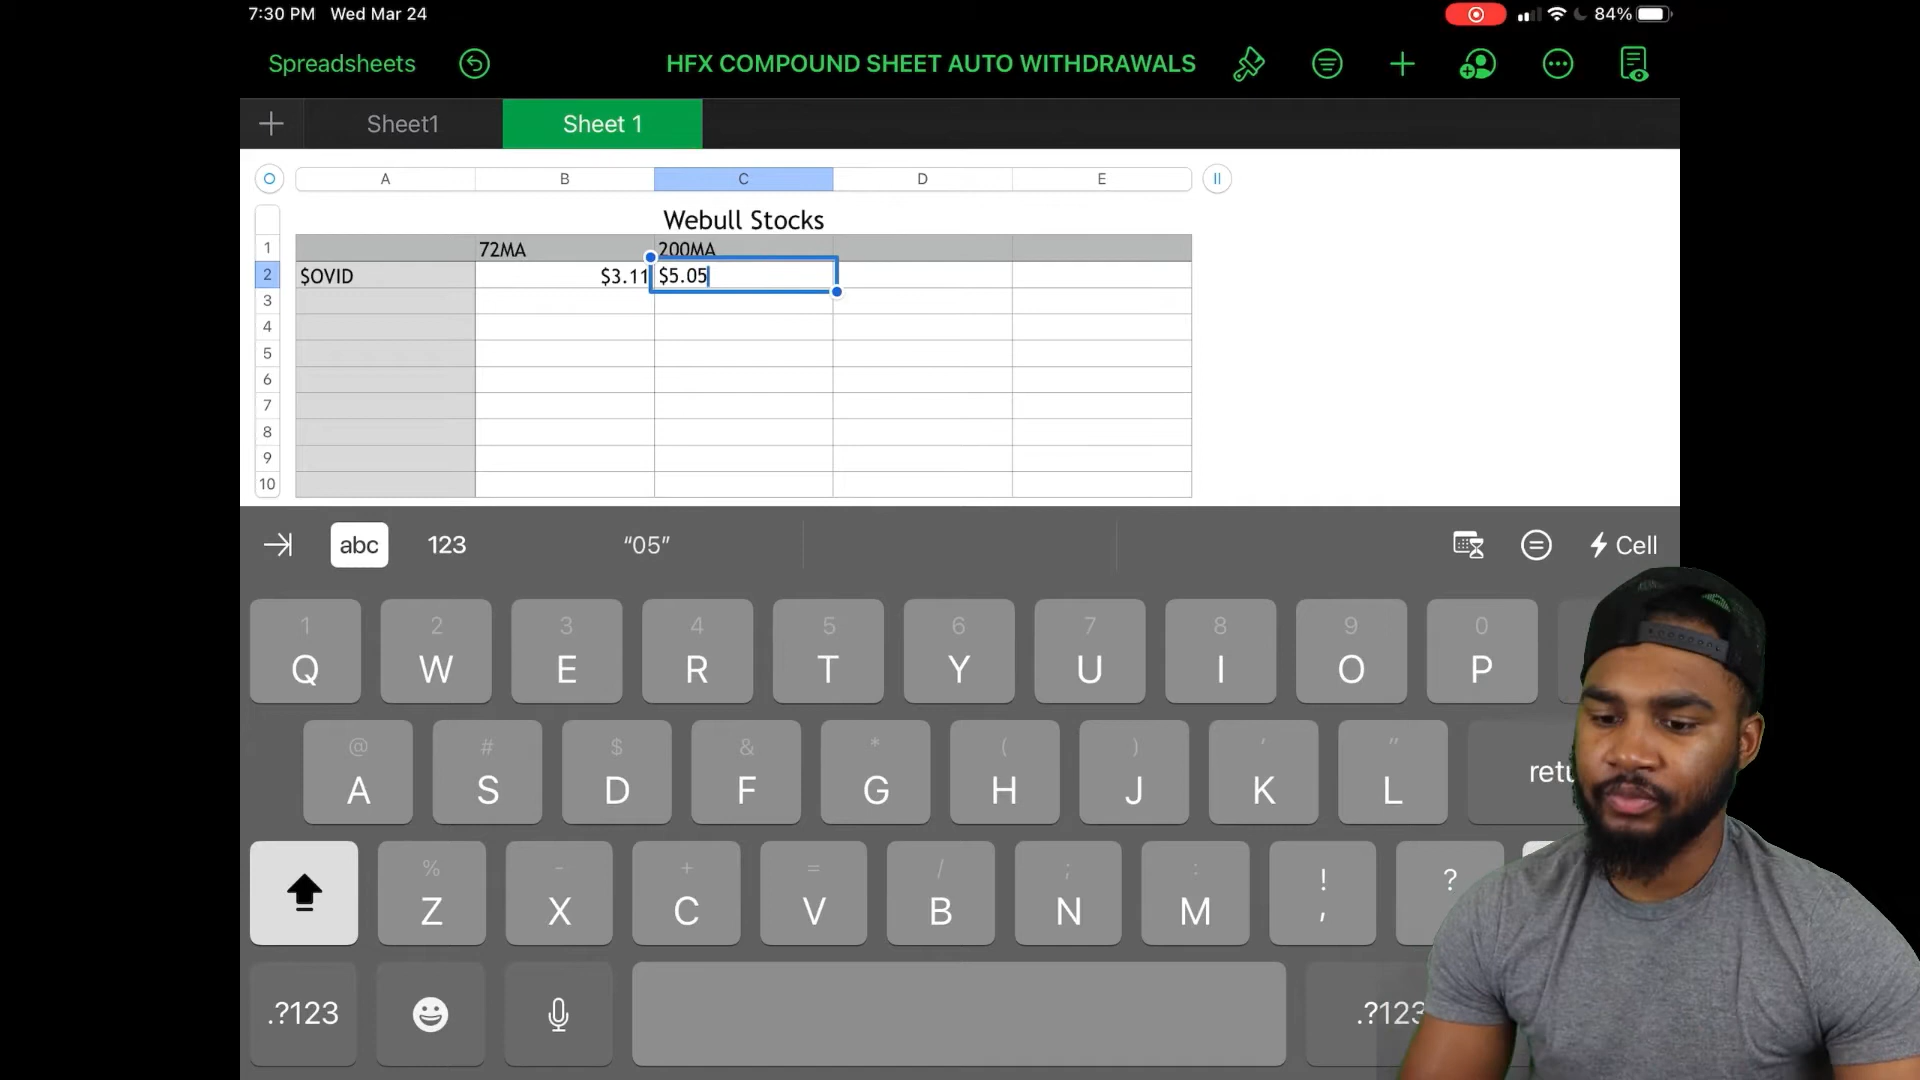 7:30 PM Wed Mar 24 84%
Spreadsheets HFX COMPOUND SHEET AUTO WITHDRAWALS
Sheet1 Sheet 1
A B C D E
Webull Stocks
1 72MA 200MA
2 $OVID $3.11 $5.05
3
4
5
6
7
8
9
10
abc 123 “05” Cell
1 2 3 4 5 6 7 8 9 0
Q W E R T Y U I O P
@ # $ & * ( ) ' "
A S D F G H J K L retu
% - + = / ; : ! ?
Z X C V B N M ,
.?123 .?123